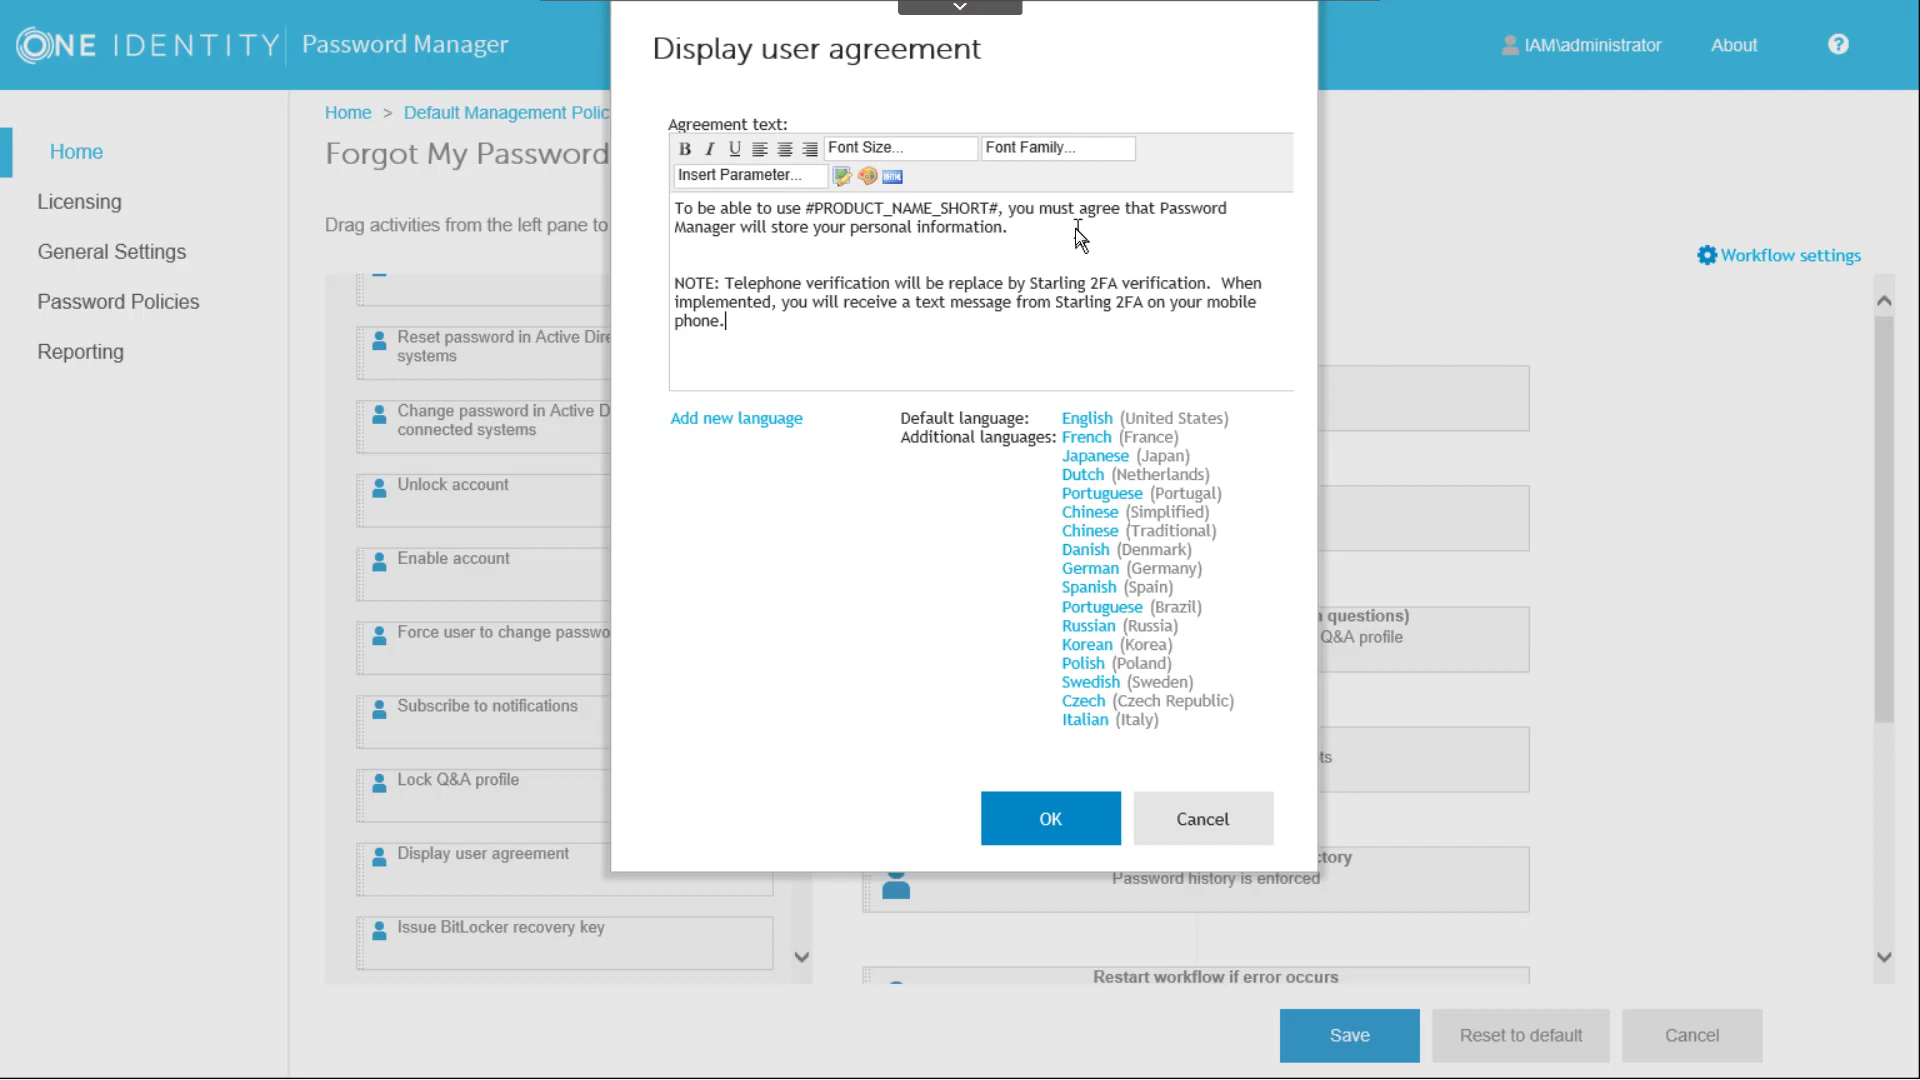 ONE IDENTITY
Password Manager
IAM\administrator
About
?
Home
Licensing
General Settings
Password Policies
Reporting
Home > Default Management Polic
Forgot My Password
Drag activities from the left pane to
Workflow settings
Reset password in Active Dire
systems
Change password in Active D
connected systems
Unlock account
Enable account
Force user to change passwo
Subscribe to notifications
Lock Q&A profile
Display user agreement
Issue BitLocker recovery key
Display user agreement
Agreement text:
B I U Font Size... Font Family...
Insert Parameter... HTML
To be able to use #PRODUCT_NAME_SHORT#, you must agree that Password
Manager will store your personal information.
NOTE: Telephone verification will be replace by Starling 2FA verification. When
implemented, you will receive a text message from Starling 2FA on your mobile
phone.
Add new language
Default language: English (United States)
Additional languages: French (France)
Japanese (Japan)
Dutch (Netherlands)
Portuguese (Portugal)
Chinese (Simplified)
Chinese (Traditional)
Danish (Denmark)
German (Germany)
Spanish (Spain)
Portuguese (Brazil)
Russian (Russia)
Korean (Korea)
Polish (Poland)
Swedish (Sweden)
Czech (Czech Republic)
Italian (Italy)
OK
Cancel
questions)
Q&A profile
ts
ctory
Password history is enforced
Restart workflow if error occurs
Save
Reset to default
Cancel